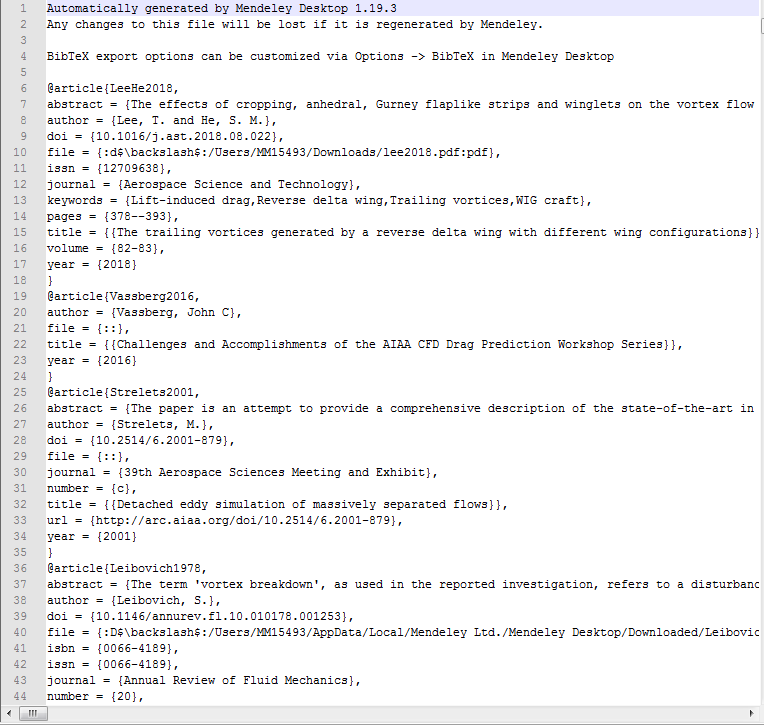 1 Automatically generated by Mendeley Desktop 1.19.3
2 Any changes to this file will be lost if it is regenerated by Mendeley.
3
4 BibTeX export options can be customized via Options -> BibTeX in Mendeley Desktop
5
6 @article{LeeHe2018,
7 abstract = {The effects of cropping, anhedral, Gurney flaplike strips and winglets on the vortex flow
8 author = {Lee, T. and He, S. M.},
9 doi = {10.1016/j.ast.2018.08.022},
10 file = {:d$\backslash$:/Users/MM15493/Downloads/lee2018.pdf:pdf},
11 issn = {12709638},
12 journal = {Aerospace Science and Technology},
13 keywords = {Lift-induced drag,Reverse delta wing,Trailing vortices,WIG craft},
14 pages = {378--393},
15 title = {{The trailing vortices generated by a reverse delta wing with different wing configurations}}
16 volume = {82-83},
17 year = {2018}
18 }
19 @article{Vassberg2016,
20 author = {Vassberg, John C},
21 file = {::},
22 title = {{Challenges and Accomplishments of the AIAA CFD Drag Prediction Workshop Series}},
23 year = {2016}
24 }
25 @article{Strelets2001,
26 abstract = {The paper is an attempt to provide a comprehensive description of the state-of-the-art in
27 author = {Strelets, M.},
28 doi = {10.2514/6.2001-879},
29 file = {::},
30 journal = {39th Aerospace Sciences Meeting and Exhibit},
31 number = {c},
32 title = {{Detached eddy simulation of massively separated flows}},
33 url = {http://arc.aiaa.org/doi/10.2514/6.2001-879},
34 year = {2001}
35 }
36 @article{Leibovich1978,
37 abstract = {The term 'vortex breakdown', as used in the reported investigation, refers to a disturbanc
38 author = {Leibovich, S.},
39 doi = {10.1146/annurev.fl.10.010178.001253},
40 file = {:D$\backslash$:/Users/MM15493/AppData/Local/Mendeley Ltd./Mendeley Desktop/Downloaded/Leibovic
41 isbn = {0066-4189},
42 issn = {0066-4189},
43 journal = {Annual Review of Fluid Mechanics},
44 number = {20},